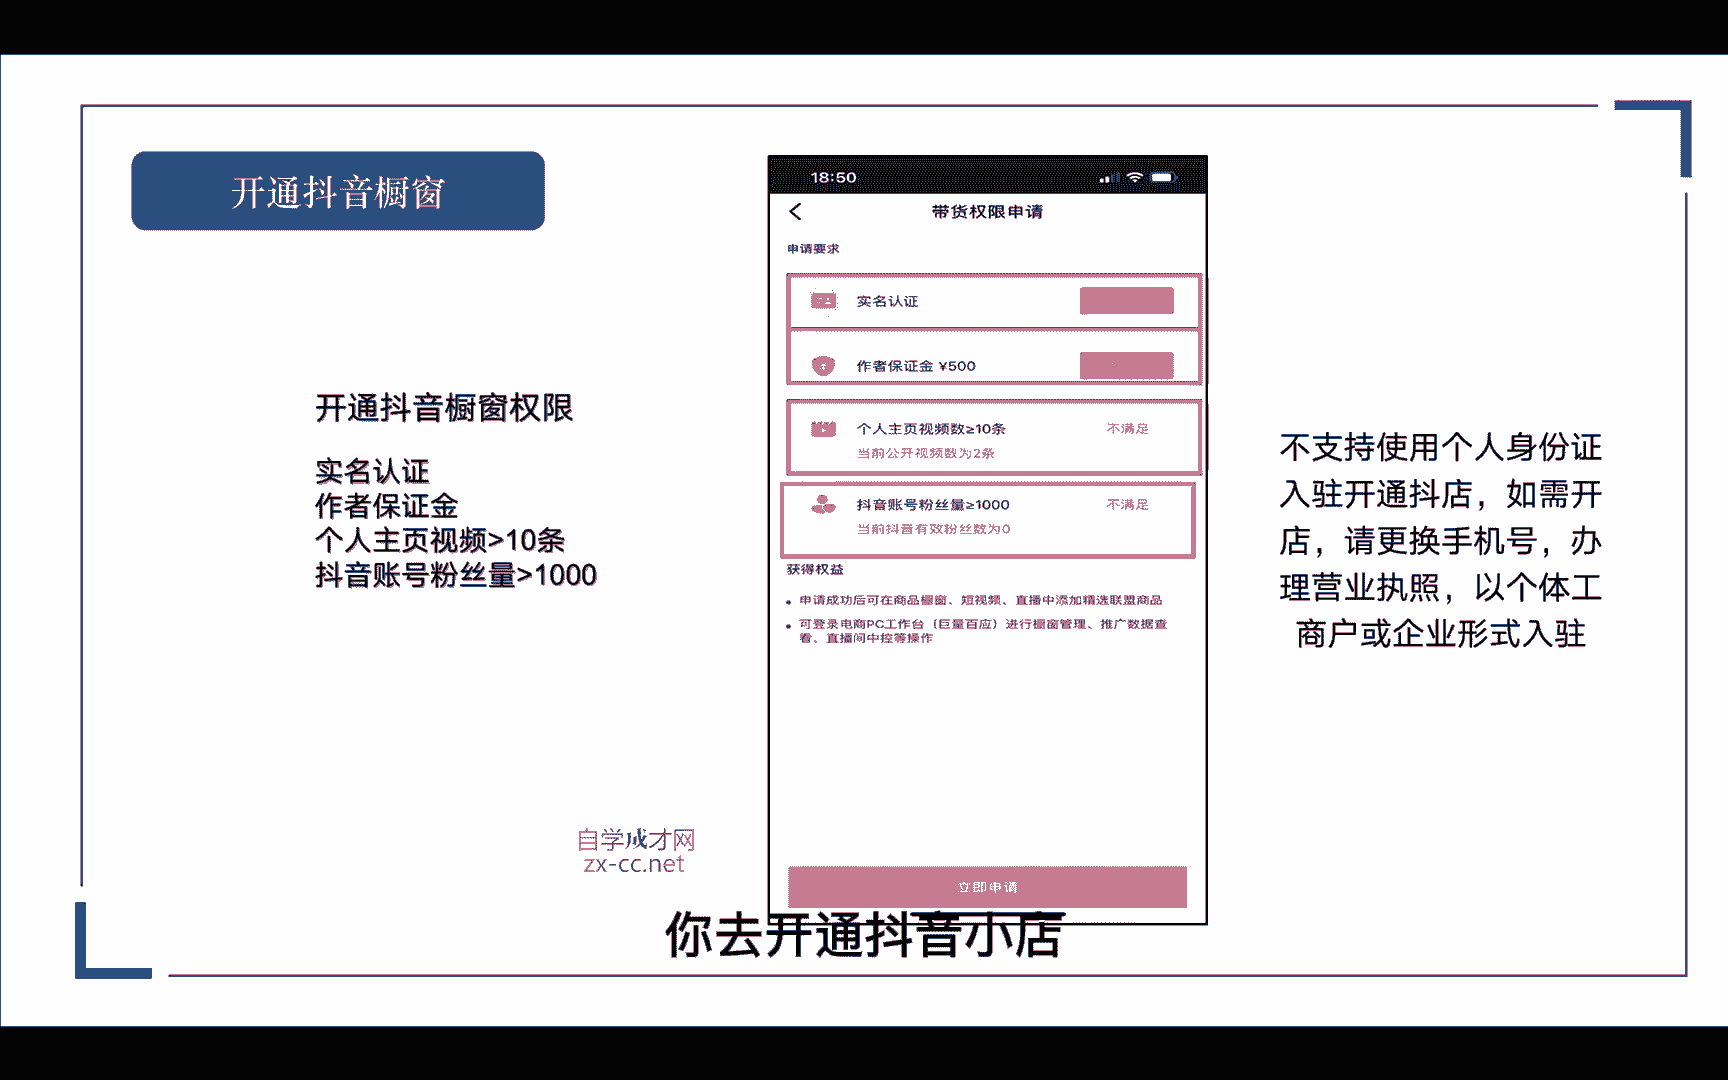 开通抖音橱窗
开通抖音橱窗权限
实名认证
作者保证金
个人主页视频>10条
抖音账号粉丝量>1000
18:50
带货权限申请
申请要求
实名认证
作者保证金 ¥500
个人主页视频数≥10条
不满足
当前公开视频数为2条
抖音账号粉丝量≥1000
不满足
当前抖音有效粉丝数为0
获得权益
申请成功后可在商品橱窗、短视频、直播中添加精选联盟商品
可登录电商PC工作台（巨量百应）进行橱窗管理、推广数据查
看、直播间中控等操作
立即申请
不支持使用个人身份证
入驻开通抖店，如需开
店，请更换手机号，办
理营业执照，以个体工
商户或企业形式入驻
自学成才网
zx-cc.net
你去开通抖音小店